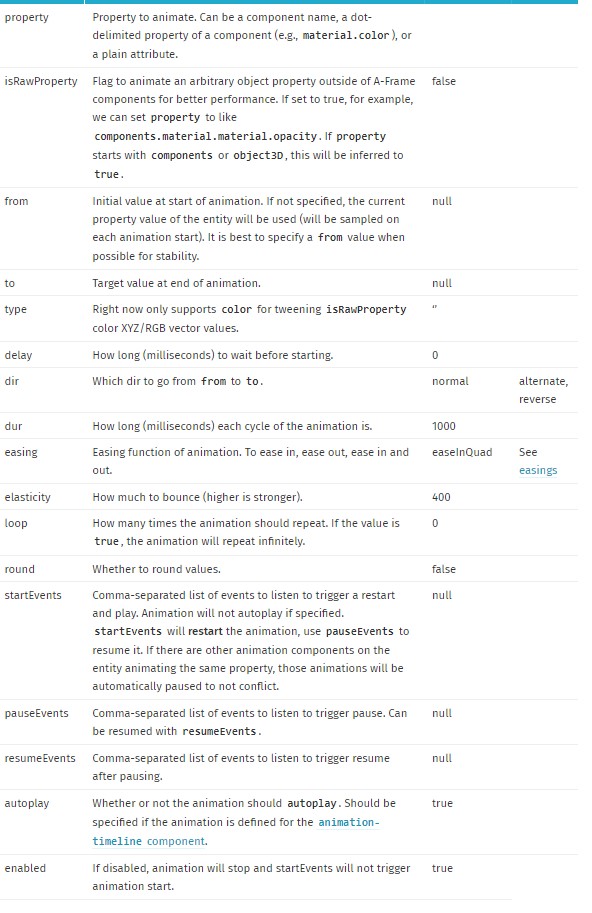 property
Property to animate. Can be a component name, a dot-
delimited property of a component (e.g., material.color), or
a plain attribute.
isRawProperty
Flag to animate an arbitrary object property outside of A-Frame
false
components for better performance. If set to true, for example,
we can set property to like
components.material.material.opacity. If property
starts with components or object3D, this will be inferred to
true.
from
Initial value at start of animation. If not specified, the current
null
property value of the entity will be used (will be sampled on
each animation start). It is best to specify a from value when
possible for stability.
to
Target value at end of animation.
null
type
Right now only supports color for tweening isRawProperty
‘’
color XYZ/RGB vector values.
delay
How long (milliseconds) to wait before starting.
0
dir
Which dir to go from from to to.
normal
alternate,
reverse
dur
How long (milliseconds) each cycle of the animation is.
1000
easing
Easing function of animation. To ease in, ease out, ease in and
easeInQuad
See
out.
easings
elasticity
How much to bounce (higher is stronger).
400
loop
How many times the animation should repeat. If the value is
0
true, the animation will repeat infinitely.
round
Whether to round values.
false
startEvents
Comma-separated list of events to listen to trigger a restart
null
and play. Animation will not autoplay if specified.
startEvents will restart the animation, use pauseEvents to
resume it. If there are other animation components on the
entity animating the same property, those animations will be
automatically paused to not conflict.
pauseEvents
Comma-separated list of events to listen to trigger pause. Can
null
be resumed with resumeEvents.
resumeEvents
Comma-separated list of events to listen to trigger resume
null
after pausing.
autoplay
Whether or not the animation should autoplay. Should be
true
specified if the animation is defined for the animation-
timeline component.
enabled
If disabled, animation will stop and startEvents will not trigger
true
animation start.